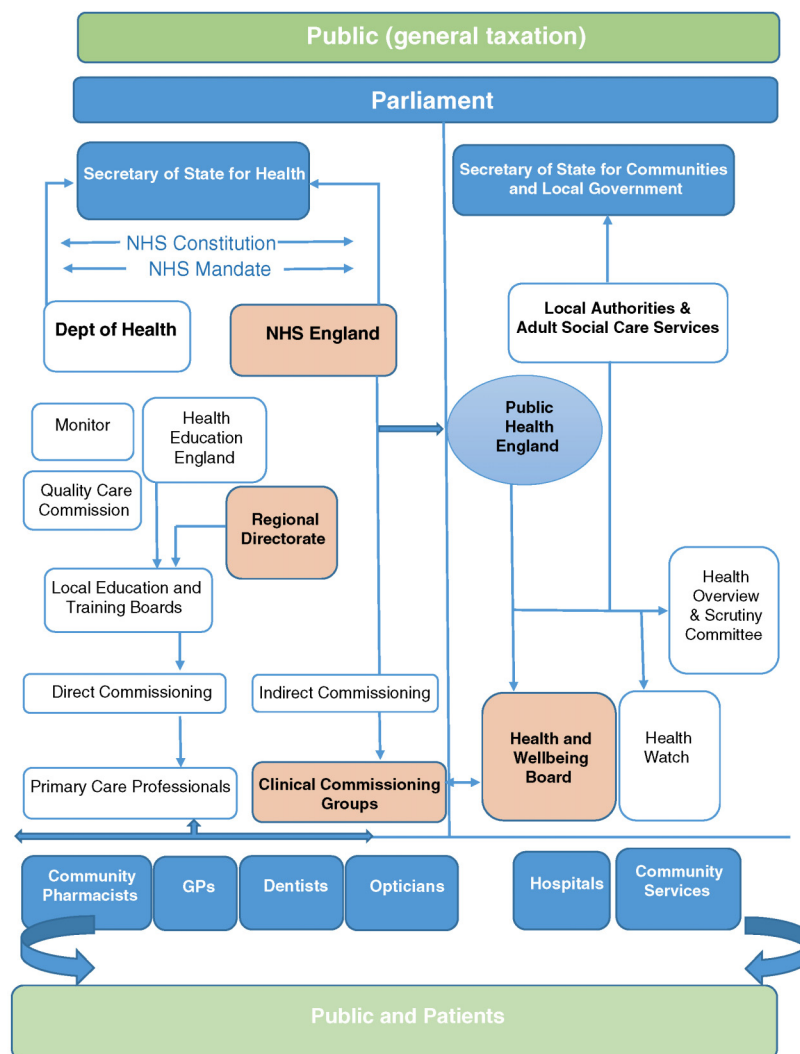 Public (general taxation)
Parliament
Secretary of State for Health
Secretary of State for Communities
and Local Government
NHS Constitution
NHS Mandate
Dept of Health
NHS England
Local Authorities &
Adult Social Care Services
Monitor
Health
Education
England
Public
Health
England
Quality Care
Commission
Regional
Directorate
Local Education and
Training Boards
Health
Overview
& Scrutiny
Committee
Direct Commissioning
Indirect Commissioning
Primary Care Professionals
Clinical Commissioning
Groups
Health and
Wellbeing
Board
Health
Watch
Community
Pharmacists
GPs
Dentists
Opticians
Hospitals
Community
Services
Public and Patients